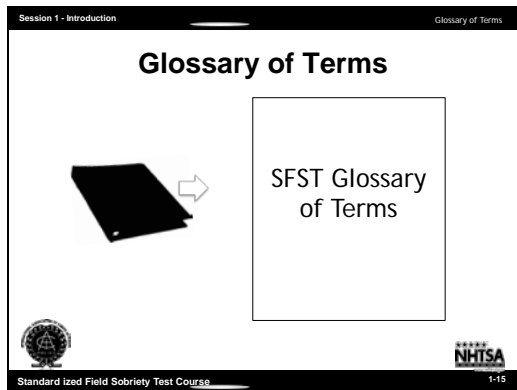 Session 1 - Introduction
Glossary of Terms
Glossary of Terms
SFST Glossary
of Terms
NHTSA
Standard ized Field Sobriety Test Course
1-15